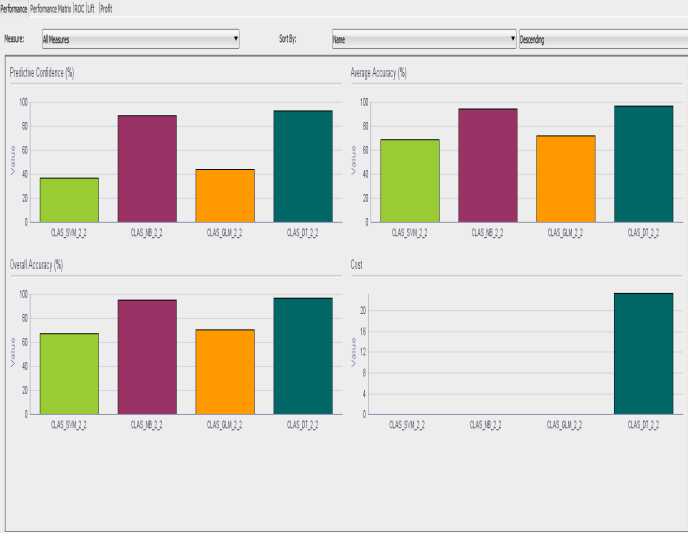 Performance Performance Matrix ROC Lift Profit
Measure: All Measures Sort By: Name Descending
Predictive Confidence (%)
100
80
60
40
20
0
Value
CLAS_SVM_2_2 CLAS_NB_2_2 CLAS_GLM_2_2 CLAS_DT_2_2
Average Accuracy (%)
100
80
60
40
20
0
Value
CLAS_SVM_2_2 CLAS_NB_2_2 CLAS_GLM_2_2 CLAS_DT_2_2
Overall Accuracy (%)
100
80
60
40
20
0
Value
CLAS_SVM_2_2 CLAS_NB_2_2 CLAS_GLM_2_2 CLAS_DT_2_2
Cost
20
16
12
8
4
0
Value
CLAS_SVM_2_2 CLAS_NB_2_2 CLAS_GLM_2_2 CLAS_DT_2_2